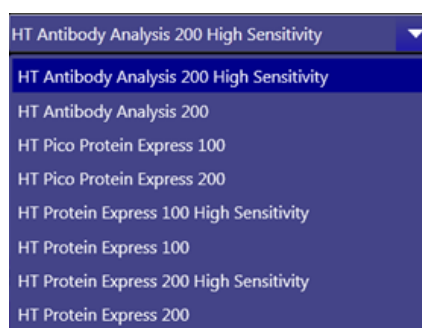 HT Antibody Analysis 200 High Sensitivity
HT Antibody Analysis 200 High Sensitivity
HT Antibody Analysis 200
HT Pico Protein Express 100
HT Pico Protein Express 200
HT Protein Express 100 High Sensitivity
HT Protein Express 100
HT Protein Express 200 High Sensitivity
HT Protein Express 200